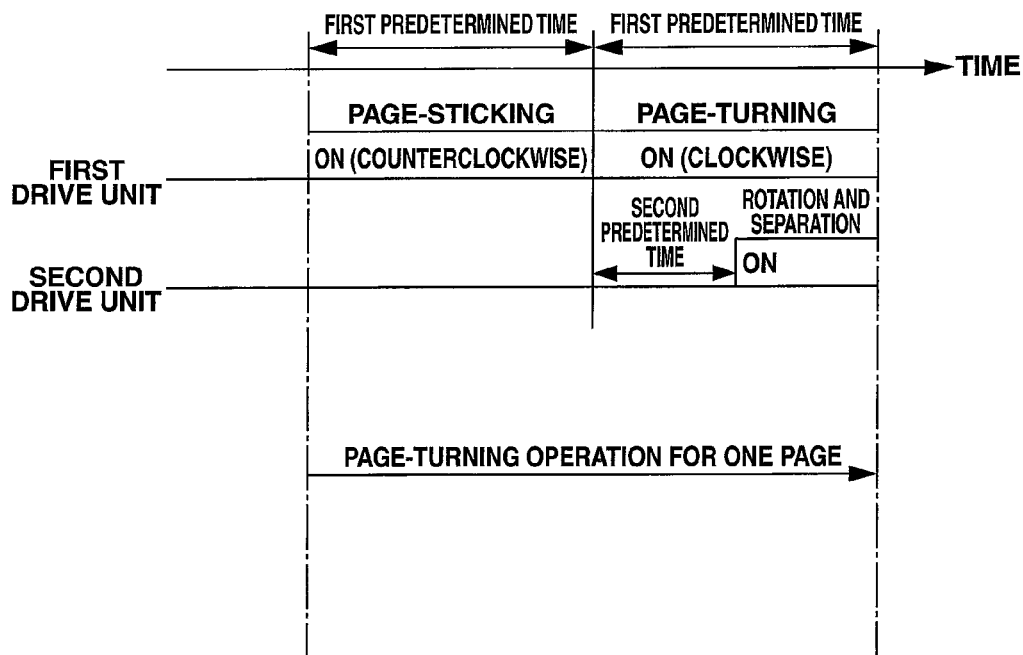 FIRST PREDETERMINED TIME
FIRST PREDETERMINED TIME
TIME
PAGE-STICKING
PAGE-TURNING
FIRST
DRIVE UNIT
ON (COUNTERCLOCKWISE)
ON (CLOCKWISE)
SECOND
PREDETERMINED
TIME
ROTATION AND
SEPARATION
ON
SECOND
DRIVE UNIT
PAGE-TURNING OPERATION FOR ONE PAGE